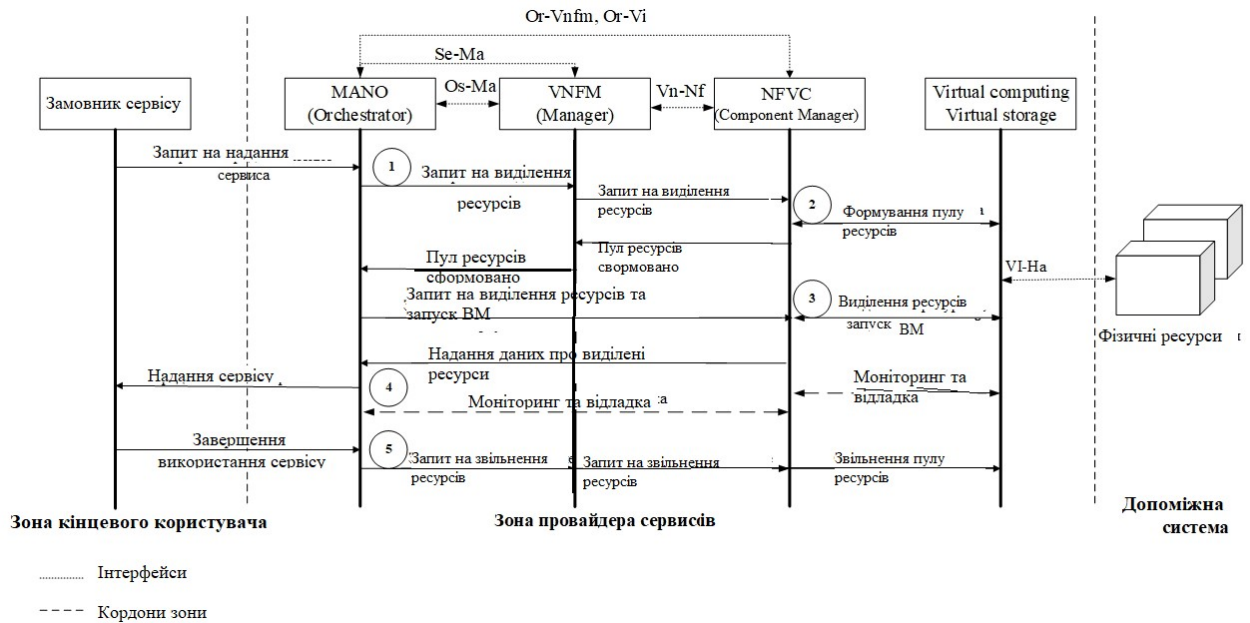 Or-Vnfm, Or-Vi
Se-Ma
Замовник сервісу
MANO
(Orchestrator)
Os-Ma
VNFM
(Manager)
Vn-Nf
NFVC
(Component Manager)
Virtual computing
Virtual storage
Запит на надання
сервиса
1
Запит на виділення
ресурсів
Запит на виділення
ресурсів
2
Формування пулу
ресурсів
Пул ресурсів
свормовано
Пул ресурсів
сформовано
VI-Ha
Запит на виділення ресурсів та
запуск ВМ
3
Виділення ресурсів
запуск ВМ
Фізичні ресурси
Надання даних про виділені
ресурси
Надання сервісу
4
Моніторинг та
відладка
Моніторинг та відладка
Завершення
використання сервісу
5
Запит на звільнення
ресурсів
Запит на звільнення
ресурсів
Звільнення пулу
ресурсів
Зона кінцевого користувача
Зона провайдера сервисів
Допоміжна
система
Інтерфейси
Кордони зони